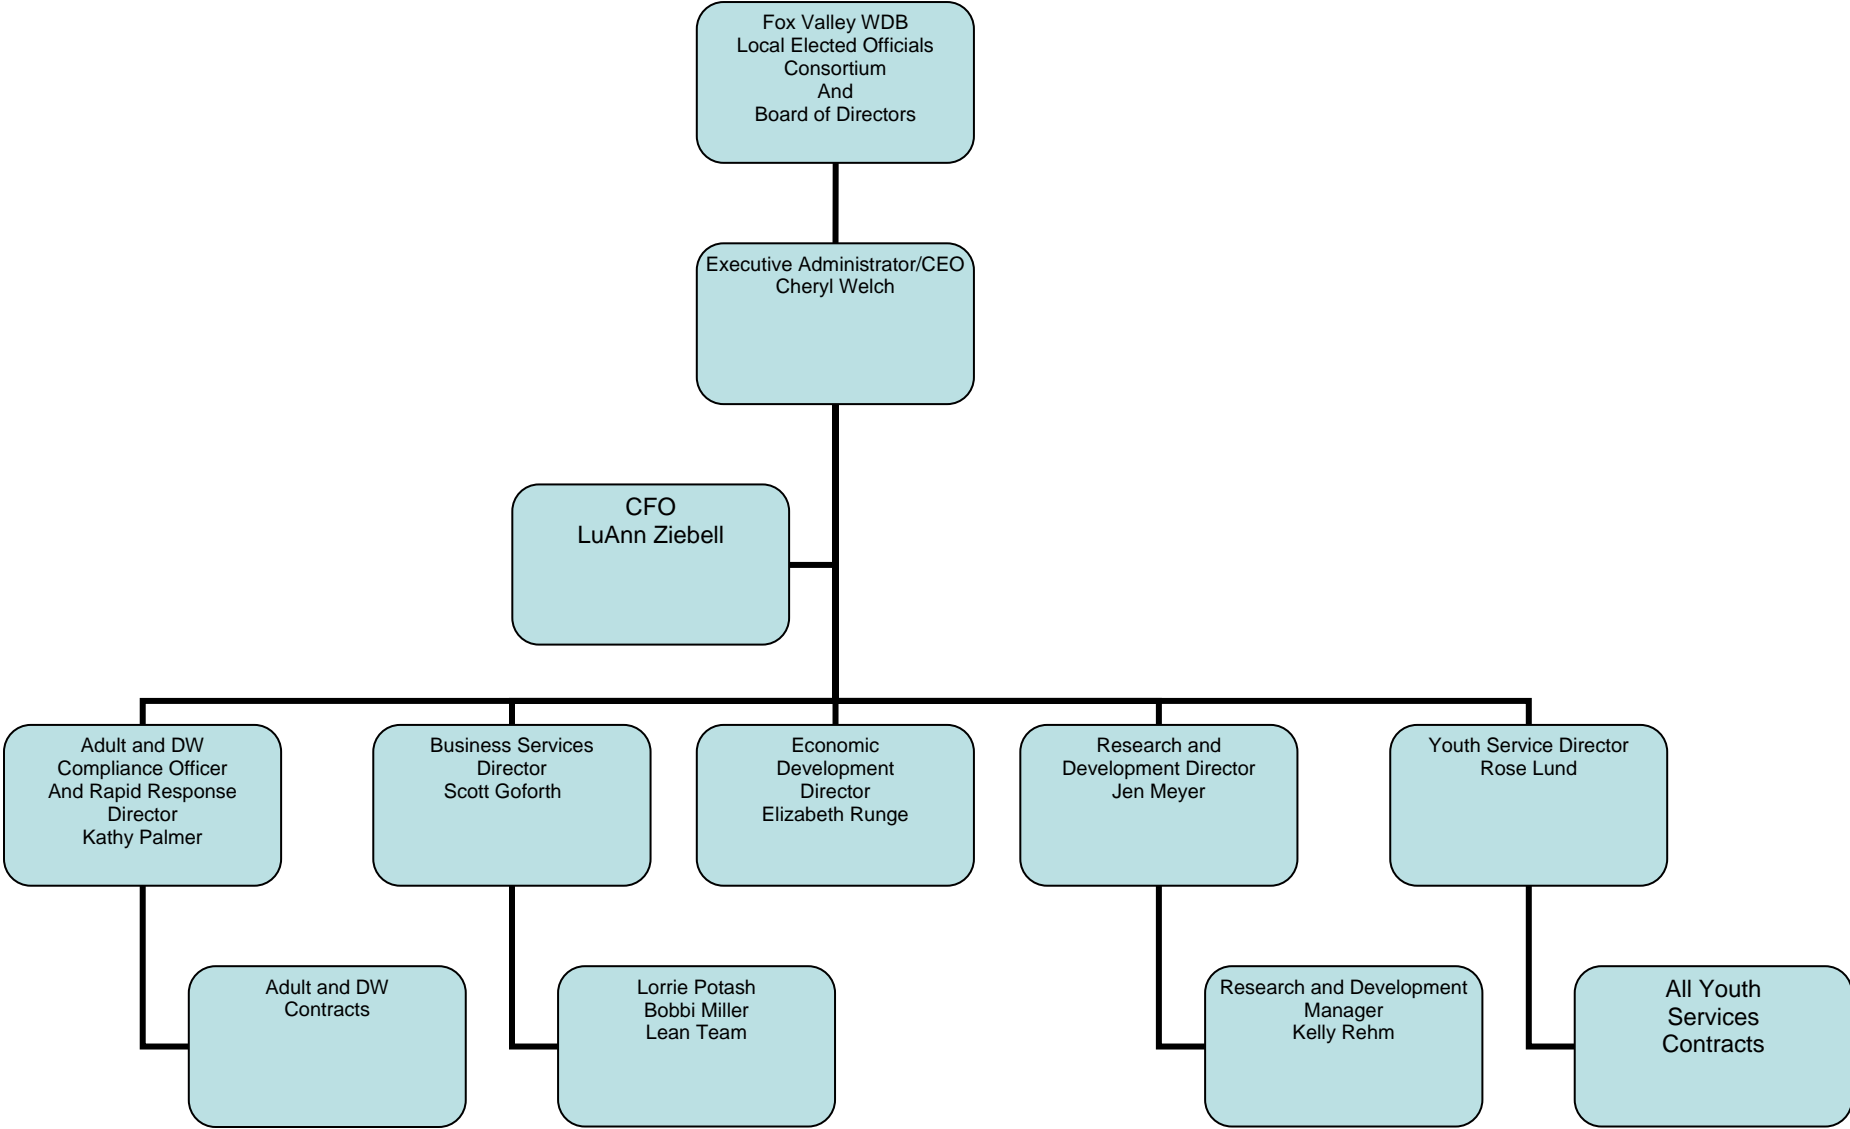 Fox Valley WDB
Local Elected Officials
Consortium
And
Board of Directors
Executive Administrator/CEO
Cheryl Welch
CFO
LuAnn Ziebell
Adult and DW
Compliance Officer
And Rapid Response
Director
Kathy Palmer
Business Services
Director
Scott Goforth
Economic
Development
Director
Elizabeth Runge
Research and
Development Director
Jen Meyer
Youth Service Director
Rose Lund
Adult and DW
Contracts
Lorrie Potash
Bobbi Miller
Lean Team
Research and Development
Manager
Kelly Rehm
All Youth
Services
Contracts